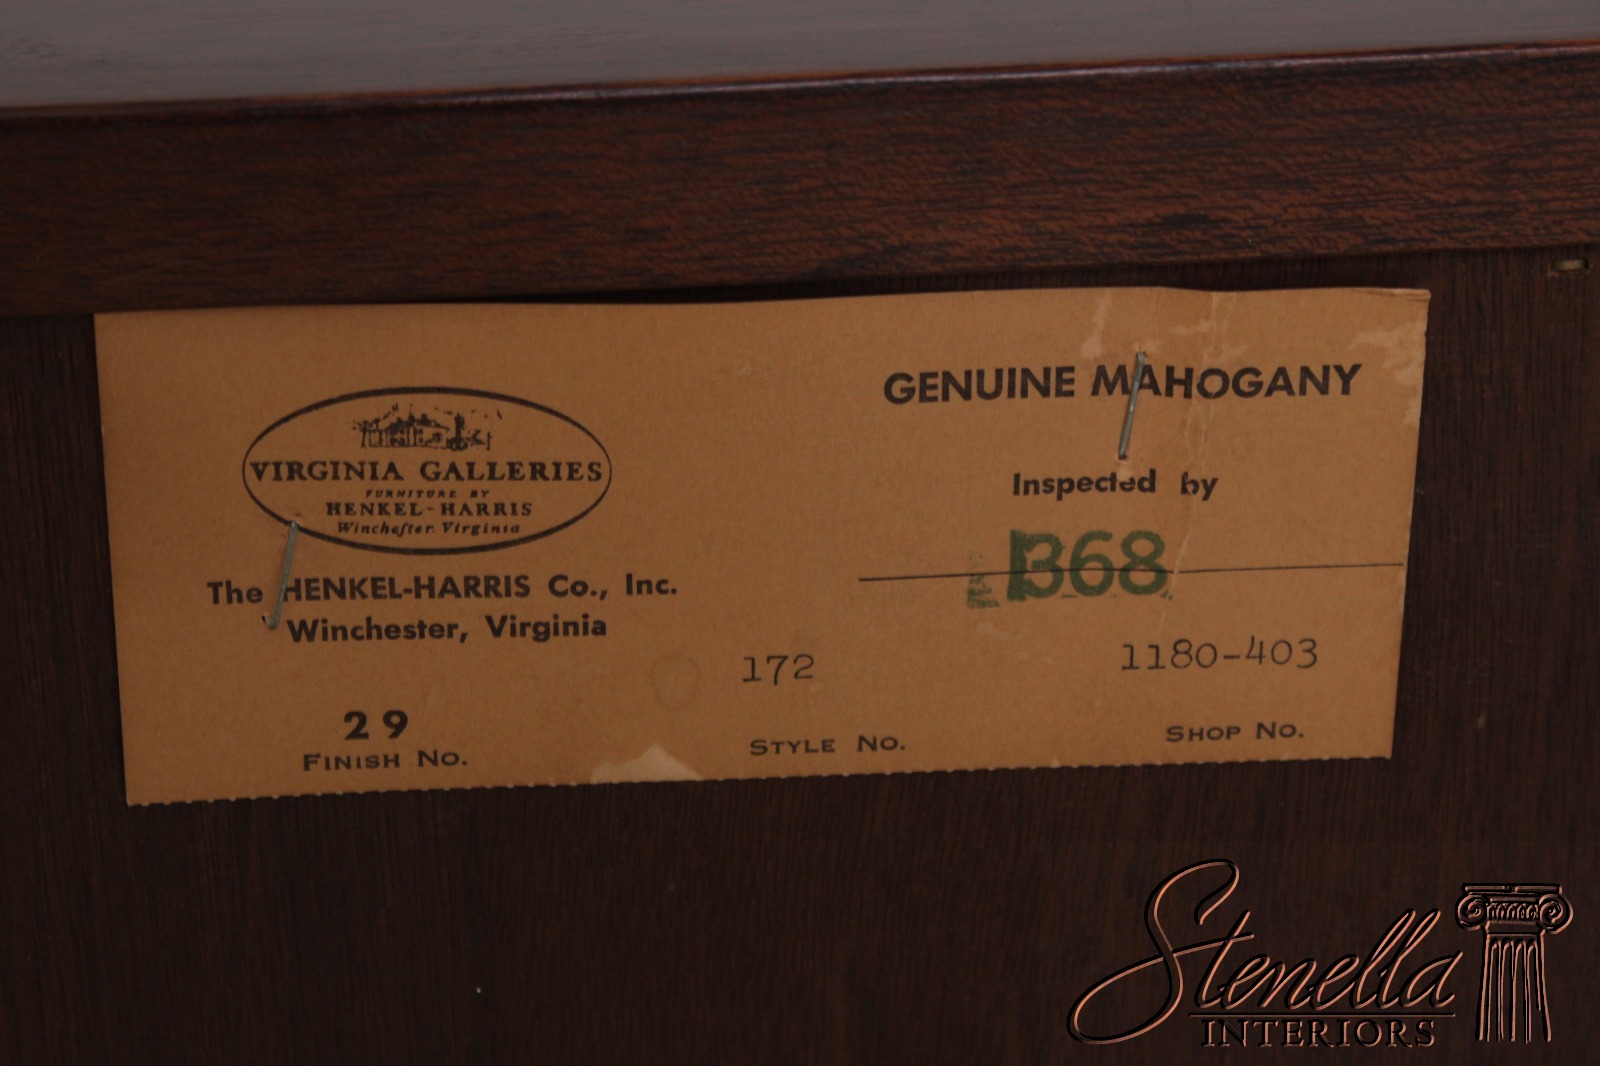 VIRGINIA GALLERIES
FURNITURE BY
HENKEL-HARRIS
Winchester Virginia
The HENKEL-HARRIS Co., Inc.
Winchester, Virginia
29
FINISH NO.
172
STYLE NO.
GENUINE MAHOGANY
Inspected by
1180-403
SHOP NO.
Stenella
INTERIORS